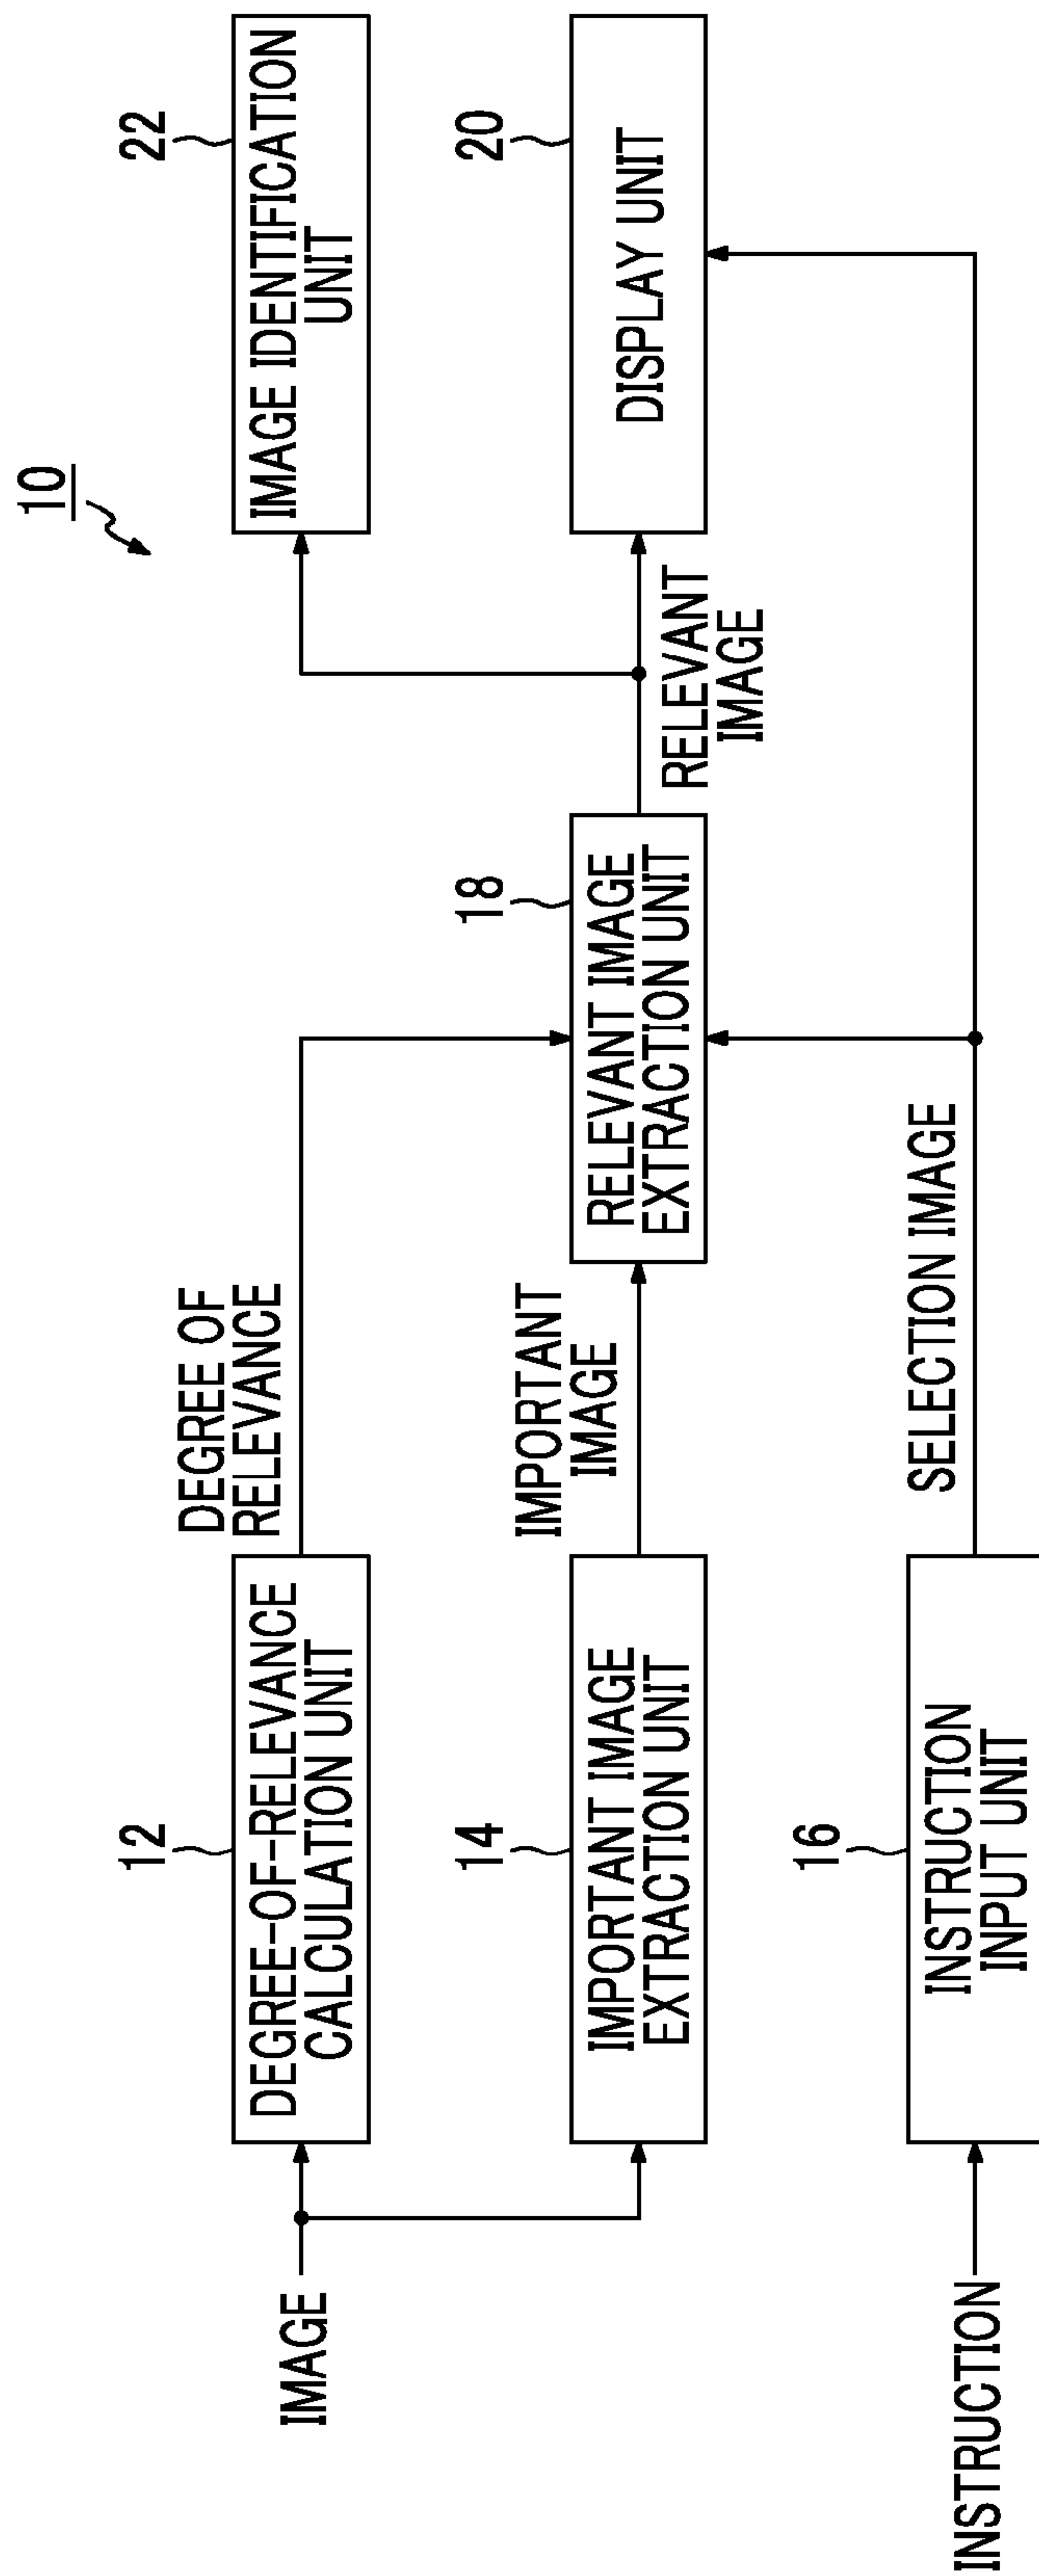 10
IMAGE
12
DEGREE-OF-RELEVANCE
CALCULATION UNIT
DEGREE OF
RELEVANCE
22
IMAGE IDENTIFICATION
UNIT
14
IMPORTANT IMAGE
EXTRACTION UNIT
IMPORTANT
IMAGE
18
RELEVANT IMAGE
EXTRACTION UNIT
RELEVANT
IMAGE
20
DISPLAY UNIT
INSTRUCTION
16
INSTRUCTION
INPUT UNIT
SELECTION IMAGE